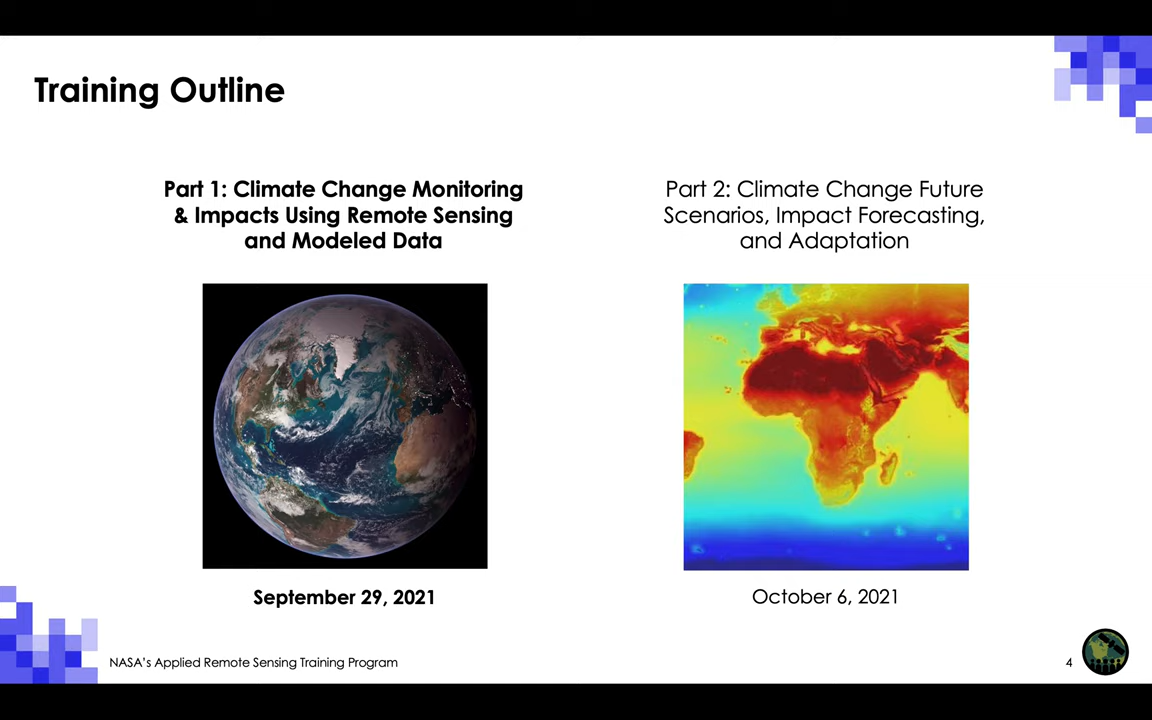 Training Outline
Part 1: Climate Change Monitoring
& Impacts Using Remote Sensing
and Modeled Data
September 29, 2021
Part 2: Climate Change Future
Scenarios, Impact Forecasting,
and Adaptation
October 6, 2021
NASA's Applied Remote Sensing Training Program
4